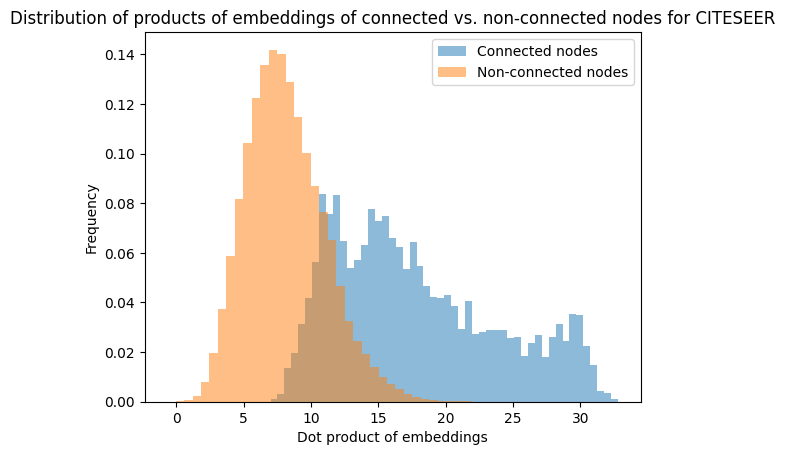 Distribution of products of embeddings of connected vs. non-connected nodes for CITESEER
Connected nodes
Non-connected nodes
0.14
0.12
0.10
0.08
0.06
0.04
0.02
0.00
Frequency
0 5 10 15 20 25 30
Dot product of embeddings